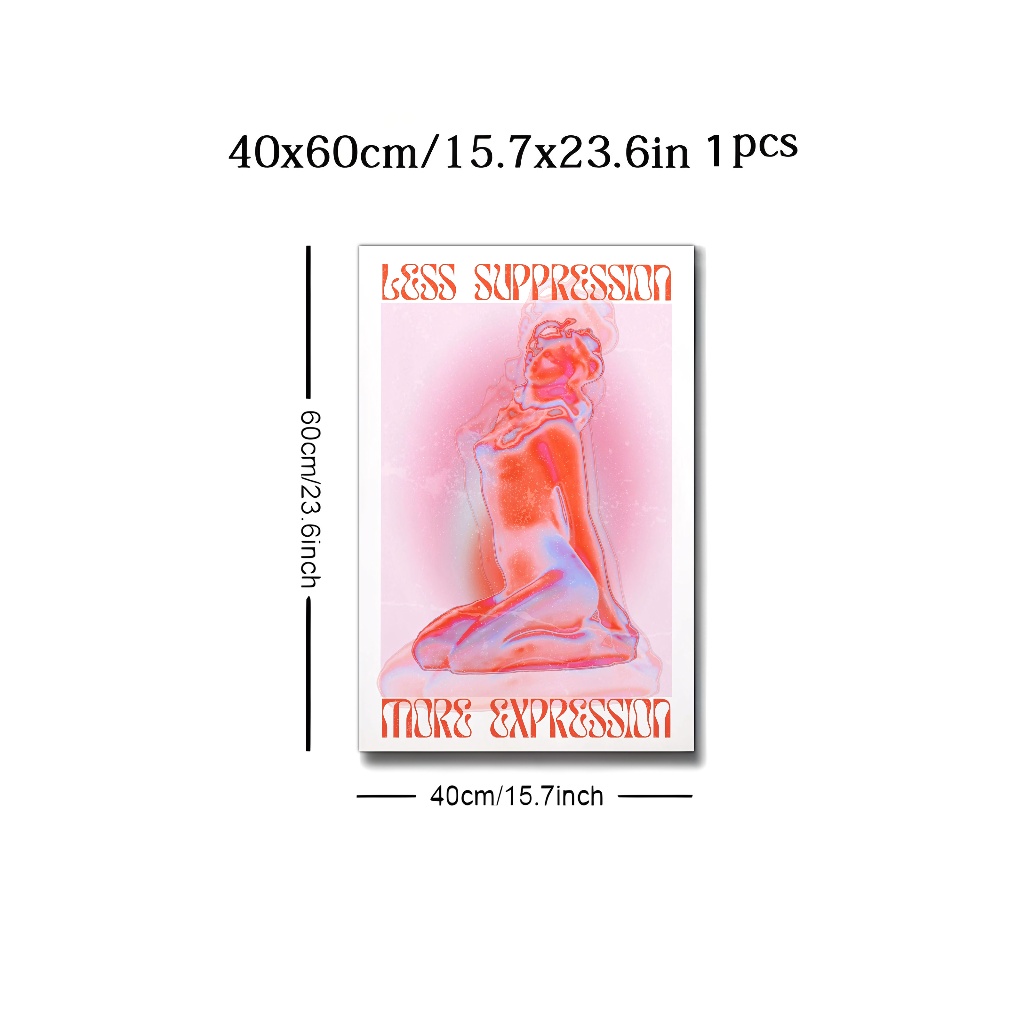 40x60cm/15.7x23.6in 1pcs
LESS SUPPRESSION
60cm/23.6inch
MORE EXPRESSION
40cm/15.7inch